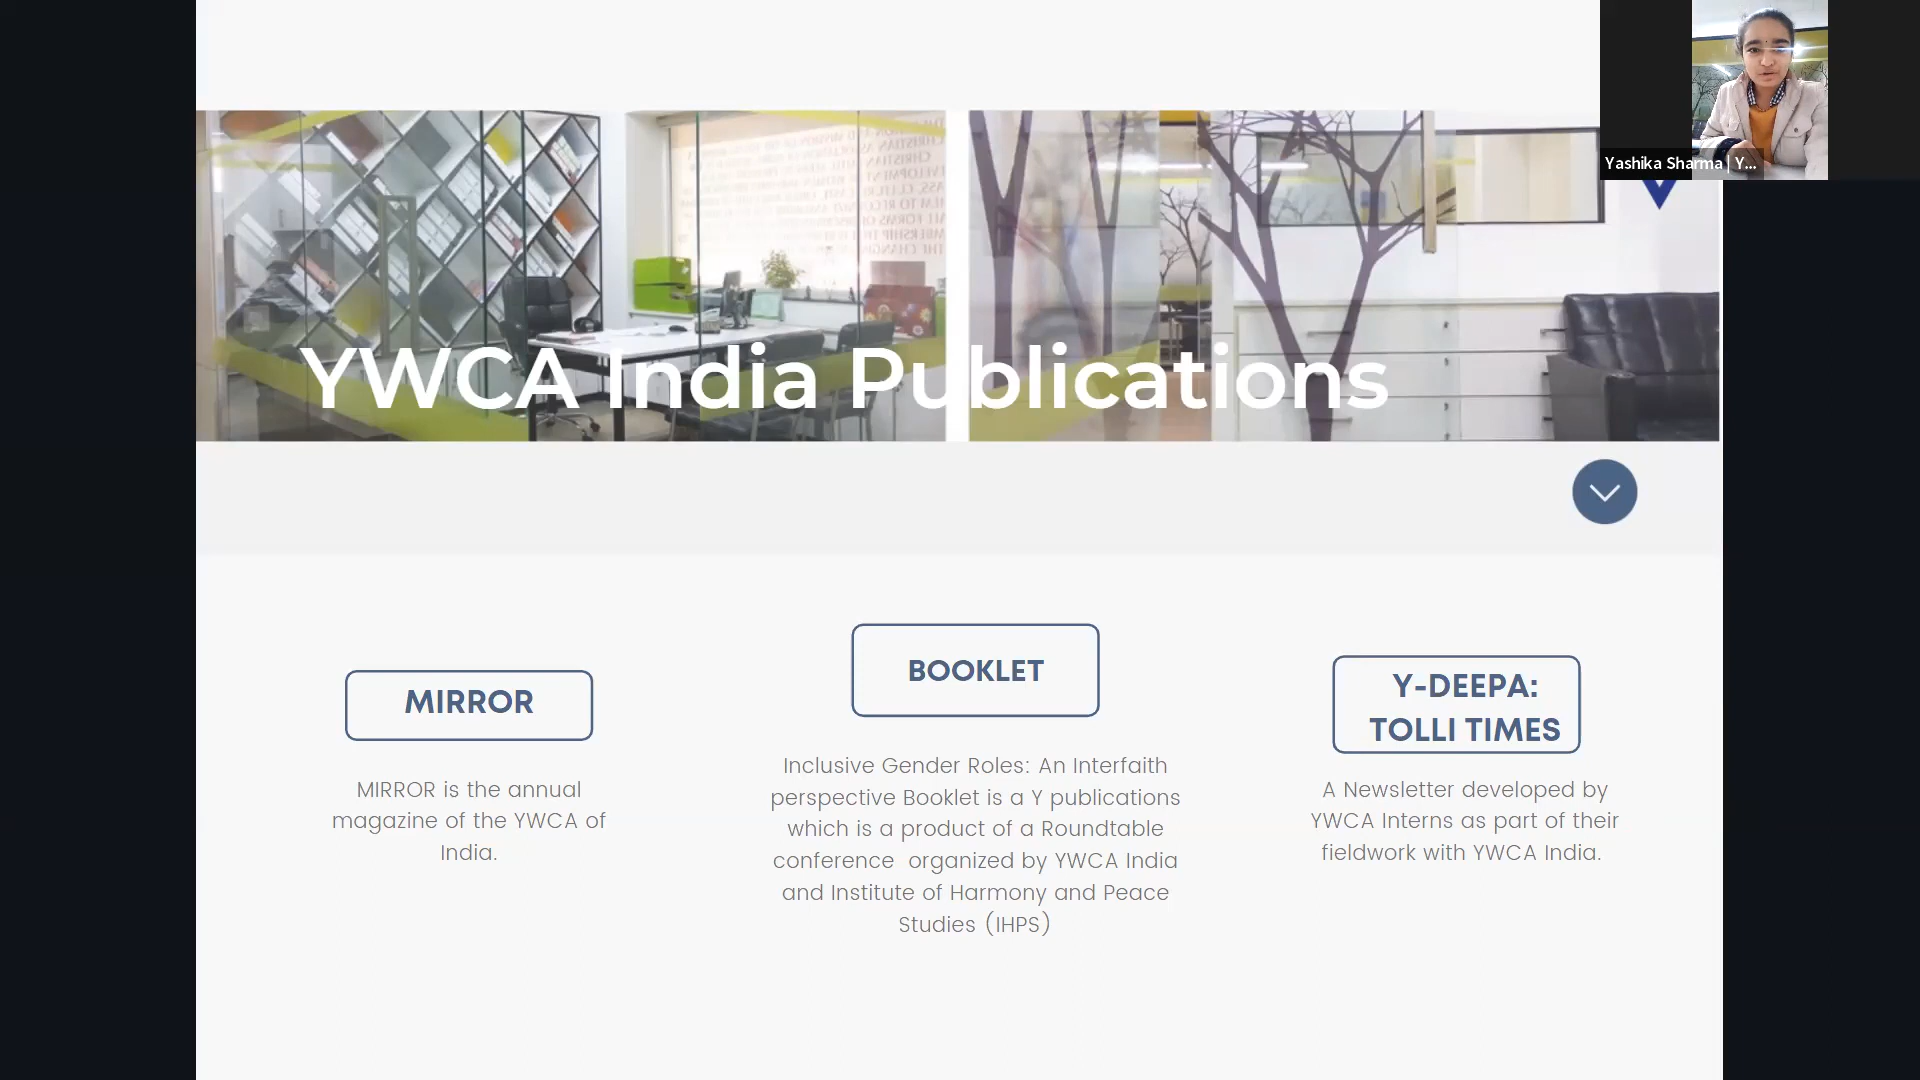 Yashika Sharma | Y...
YWCA India Publications
MIRROR
MIRROR is the annual
magazine of the YWCA of
India.
BOOKLET
Inclusive Gender Roles: An Interfaith
perspective Booklet is a Y publications
which is a product of a Roundtable
conference organized by YWCA India
and Institute of Harmony and Peace
Studies (IHPS)
Y-DEEPA:
TOLLI TIMES
A Newsletter developed by
YWCA Interns as part of their
fieldwork with YWCA India.